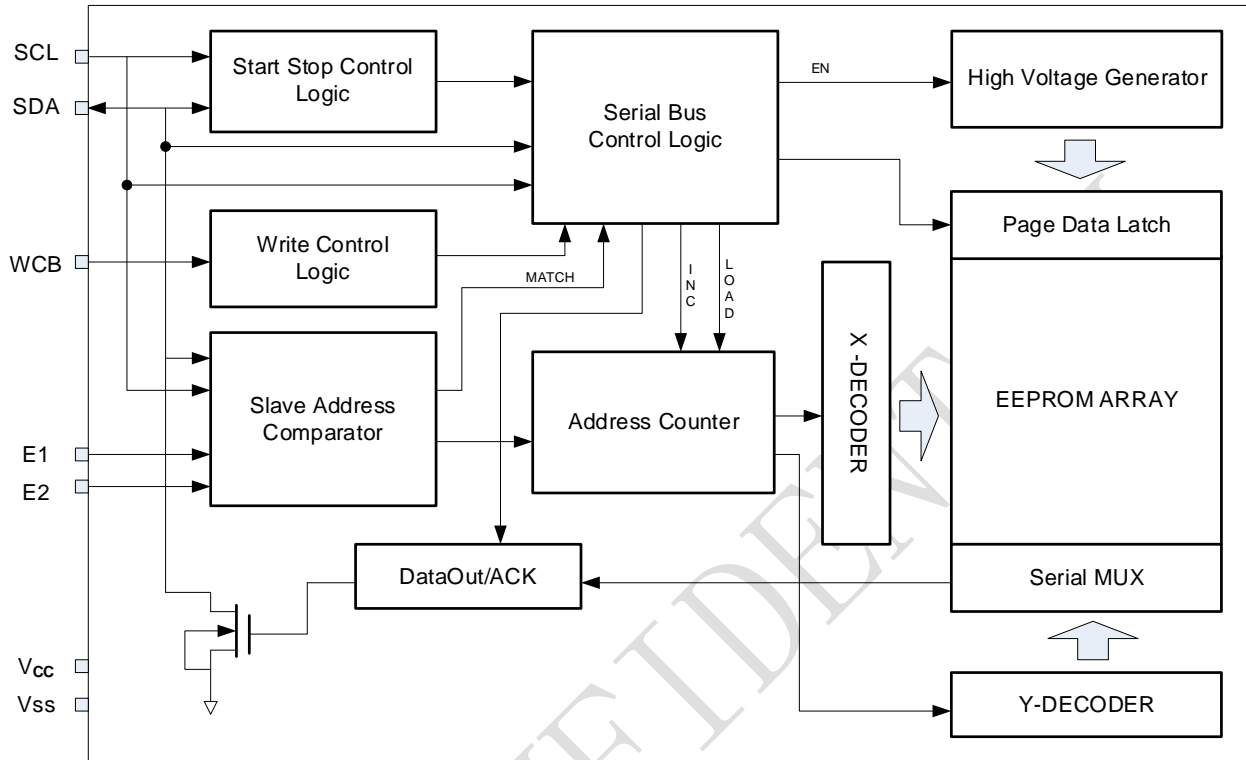 SCL
SDA
WCB
E1
E2
Vcc
Vss
Start Stop Control
Logic
Write Control
Logic
Slave Address
Comparator
Serial Bus
Control Logic
EN
MATCH
INC
LOAD
Address Counter
DataOut/ACK
X-DECODER
High Voltage Generator
Page Data Latch
EEPROM ARRAY
Serial MUX
Y-DECODER